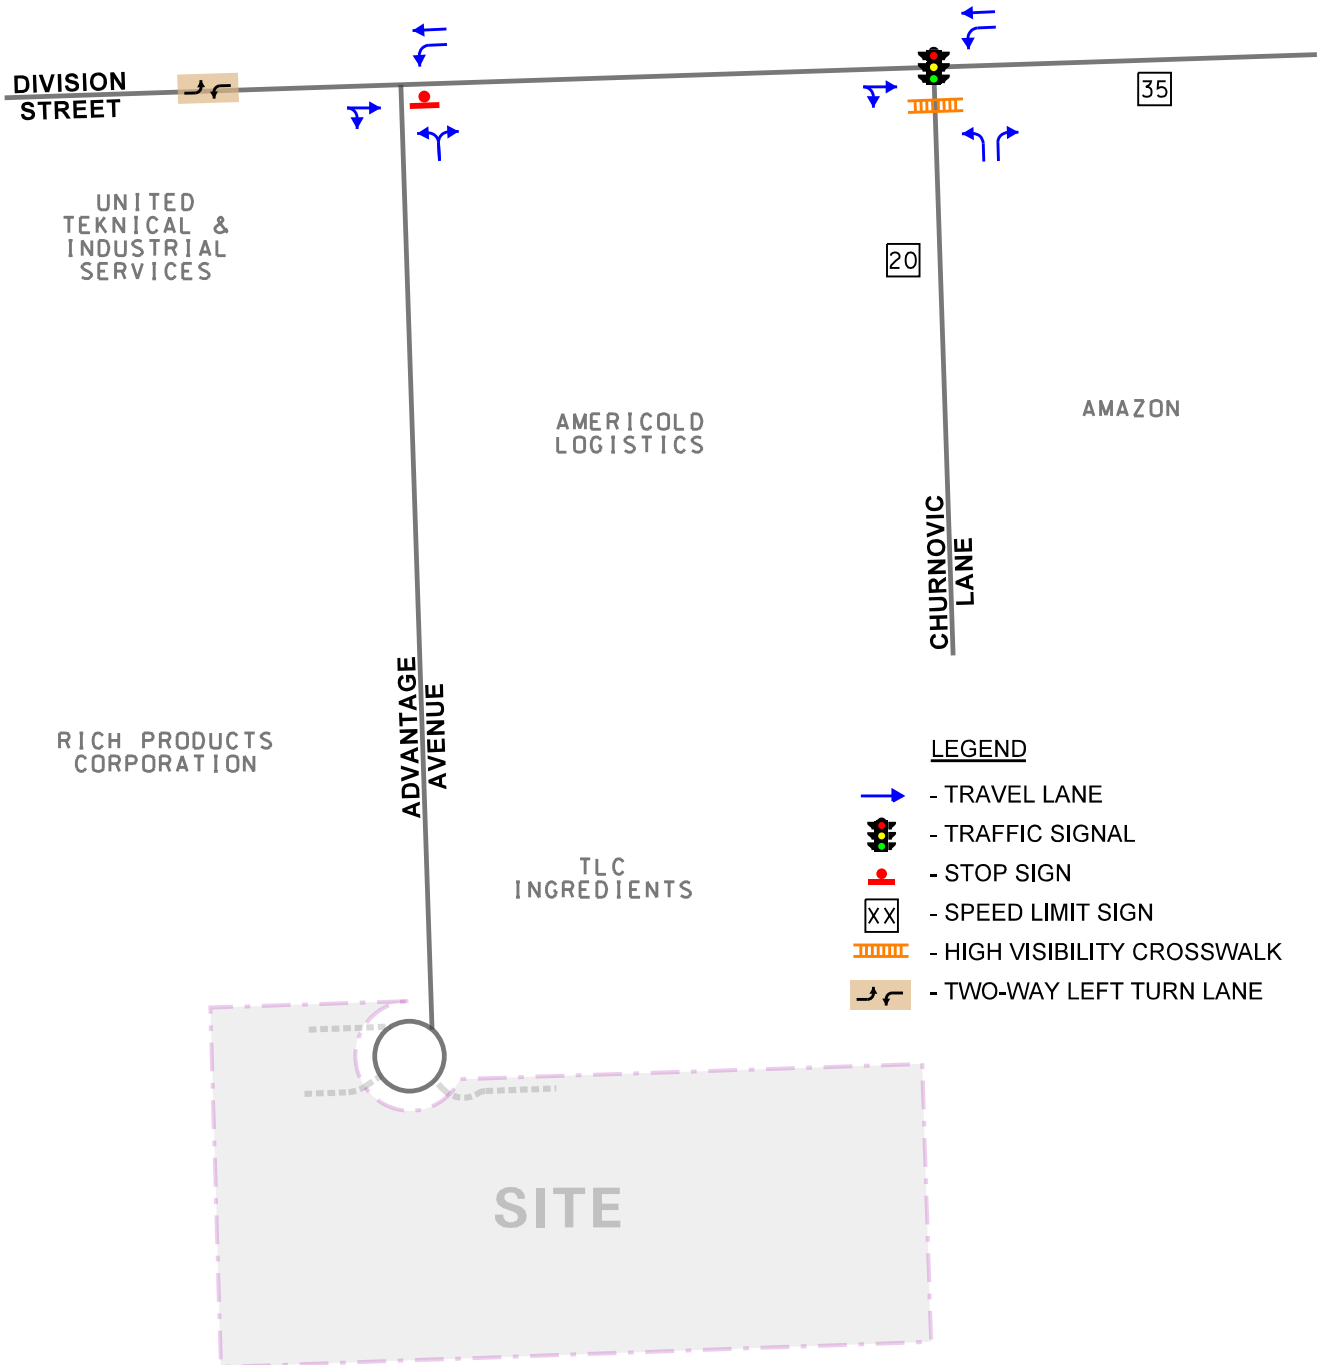 DIVISION
STREET
35
UNITED
TEKNICAL &
INDUSTRIAL
SERVICES
20
AMERICOLD
LOGISTICS
AMAZON
CHURNOVIC
LANE
ADVANTAGE
AVENUE
RICH PRODUCTS
CORPORATION
TLC
INGREDIENTS
LEGEND
- TRAVEL LANE
- TRAFFIC SIGNAL
- STOP SIGN
XX - SPEED LIMIT SIGN
- HIGH VISIBILITY CROSSWALK
- TWO-WAY LEFT TURN LANE
SITE